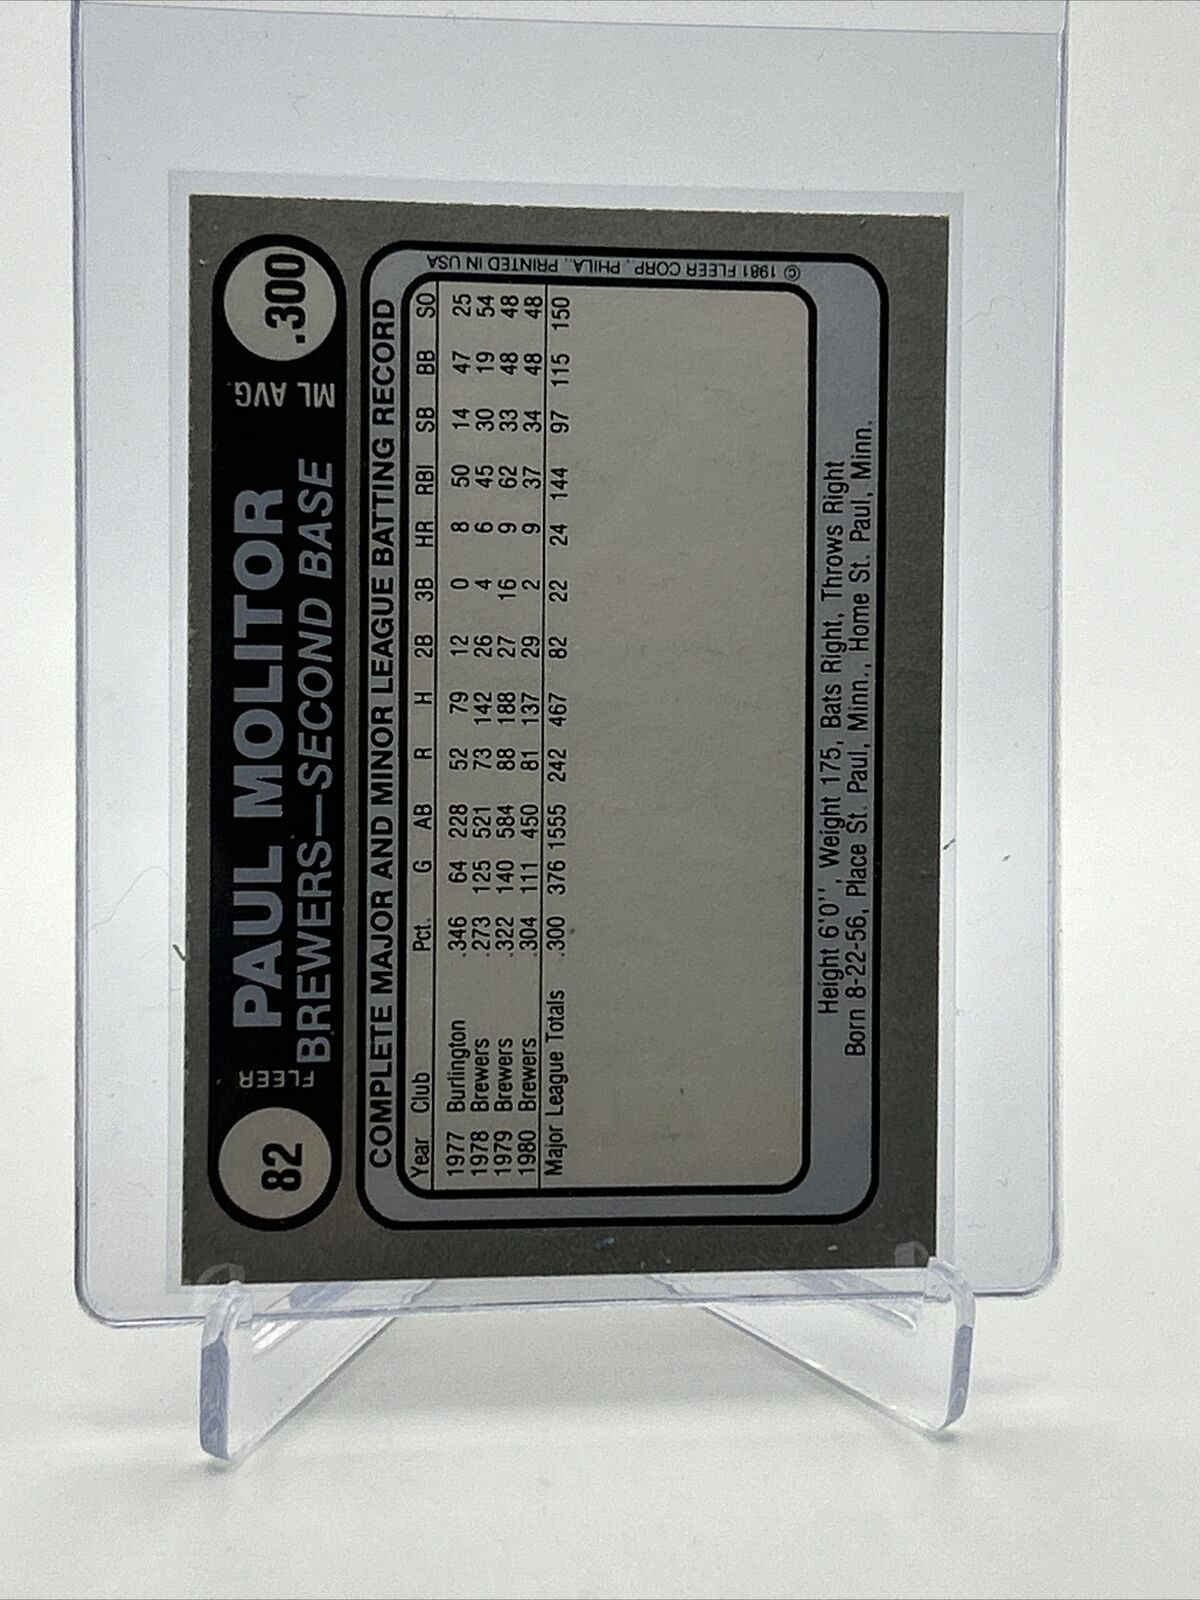 82
FLEER
PAUL MOLITOR
BREWERS—SECOND BASE
ML AVG.
.300
COMPLETE MAJOR AND MINOR LEAGUE BATTING RECORD
Year Club Pct. G AB R H 2B 3B HR RBI SB BB SO
1977 Burlington .346 64 228 52 79 12 0 8 50 14 47 25
1978 Brewers .273 125 521 73 142 26 4 6 45 30 19 54
1979 Brewers .322 140 584 88 188 27 16 9 62 33 48 48
1980 Brewers .304 111 450 81 137 29 2 9 37 34 48 48
Major League Totals .300 376 1555 242 467 82 22 24 144 97 115 150
© 1981 FLEER CORP., PHILA., PRINTED IN USA
Height 6'0'', Weight 175, Bats Right, Throws Right
Born 8-22-56, Place St. Paul, Minn., Home St. Paul, Minn.